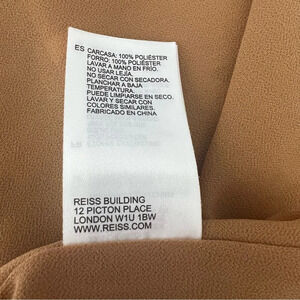 ES CARCASA: 100% POLIÉSTER
FORRO: 100% POLIÉSTER
LAVAR A MANO EN FRÍO.
NO USAR LEJÍA.
NO SECAR CON SECADORA.
PLANCHAR A BAJA
TEMPERATURA.
PUEDE LIMPIARSE EN SECO.
LAVAR Y SECAR CON
COLORES SIMILARES.
FABRICADO EN CHINA
REISS BUILDING
12 PICTON PLACE
LONDON W1U 1BW
WWW.REISS.COM